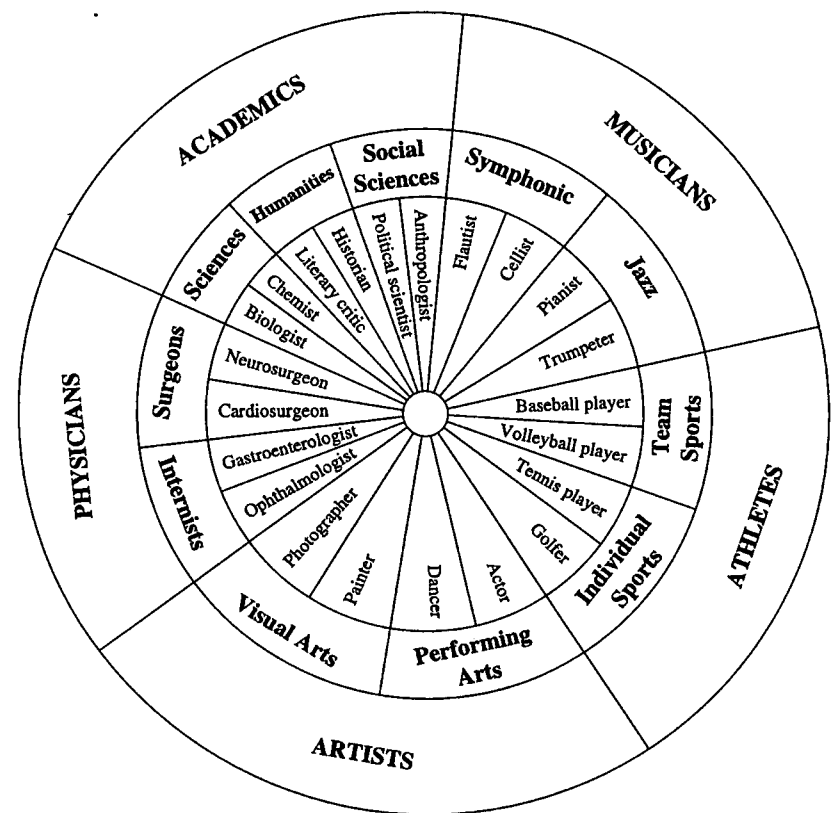 ACADEMICS
MUSICIANS
ATHLETES
ARTISTS
PHYSICIANS
Social
Sciences
Symphonic
Jazz
Team
Sports
Individual
Sports
Performing
Arts
Visual Arts
Internists
Surgeons
Sciences
Humanities
Political scientist
Anthropologist
Flautist
Cellist
Pianist
Trumpeter
Baseball player
Volleyball player
Tennis player
Golfer
Actor
Dancer
Painter
Photographer
Ophthalmologist
Gastroenterologist
Cardiosurgeon
Neurosurgeon
Biologist
Chemist
Literary critic
Historian